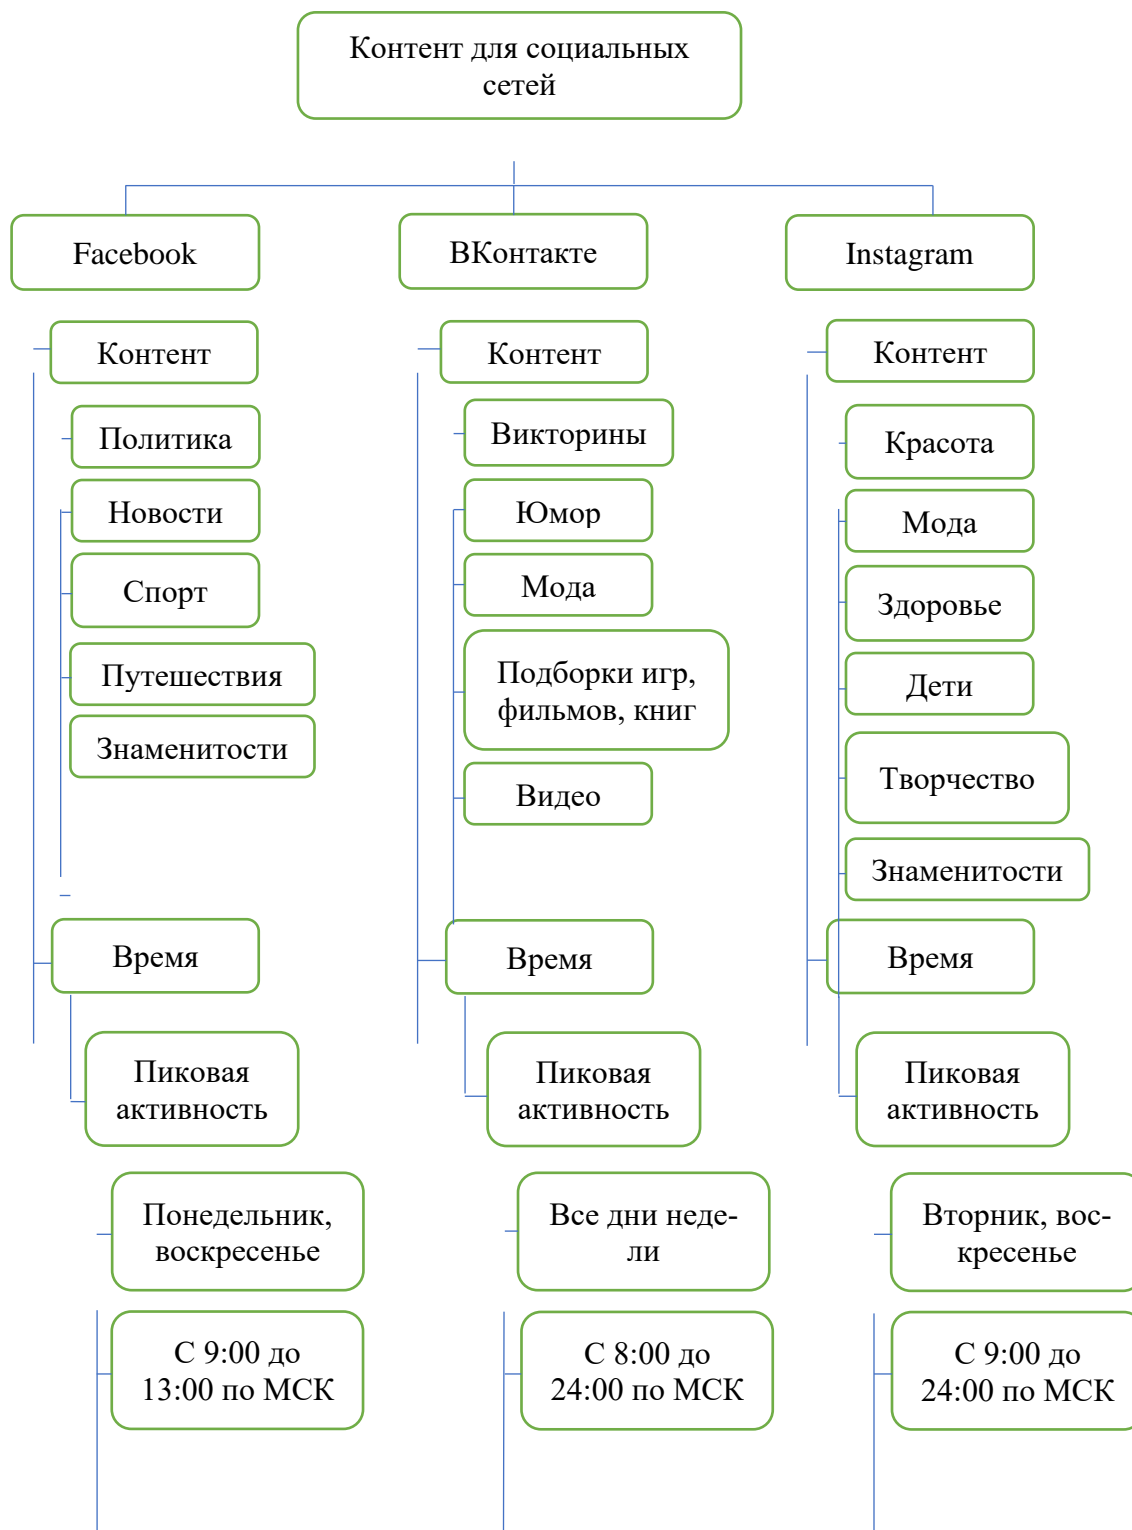 Контент для социальных
сетей
Facebook
ВКонтакте
Instagram
Контент
Контент
Контент
Политика
Викторины
Красота
Новости
Юмор
Мода
Спорт
Мода
Здоровье
Путешествия
Подборки игр,
фильмов, книг
Дети
Знаменитости
Видео
Творчество
Знаменитости
Время
Время
Время
Пиковая
активность
Пиковая
активность
Пиковая
активность
Понедельник,
воскресенье
Все дни неде-
ли
Вторник, вос-
кресенье
С 9:00 до
13:00 по МСК
С 8:00 до
24:00 по МСК
С 9:00 до
24:00 по МСК